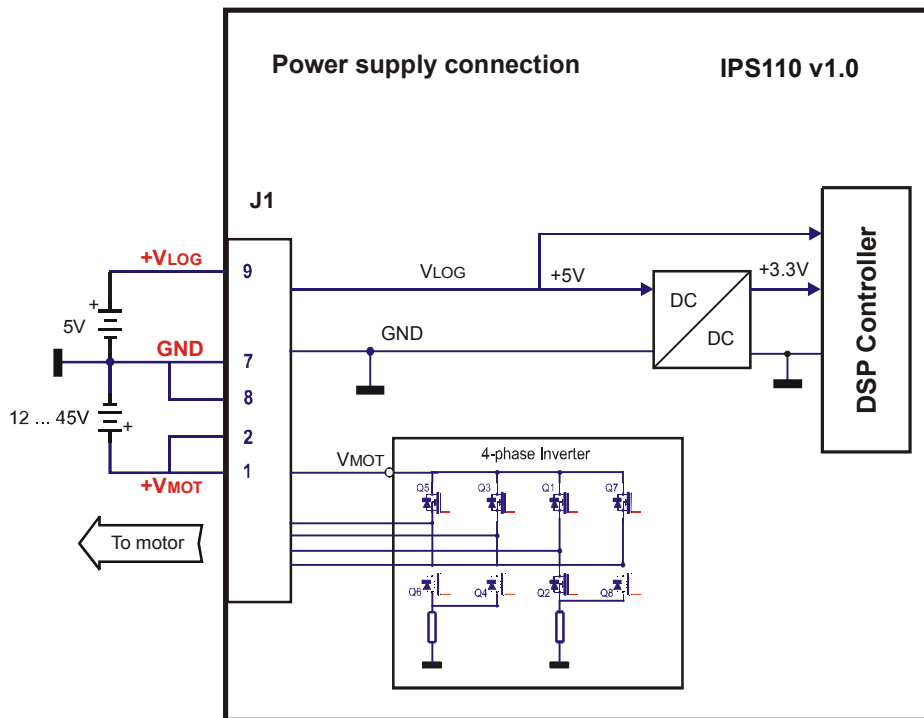 Power supply connection
IPS110 v1.0
J1
+VLOG
9
VLOG
+5V
+3.3V
DC
DC
DSP Controller
+
5V
GND
7
GND
8
12 ... 45V
+
2
1
+VMOT
VMOT
4-phase Inverter
Q5
Q3
Q1
Q7
To motor
Q6
Q4
Q2
Q8